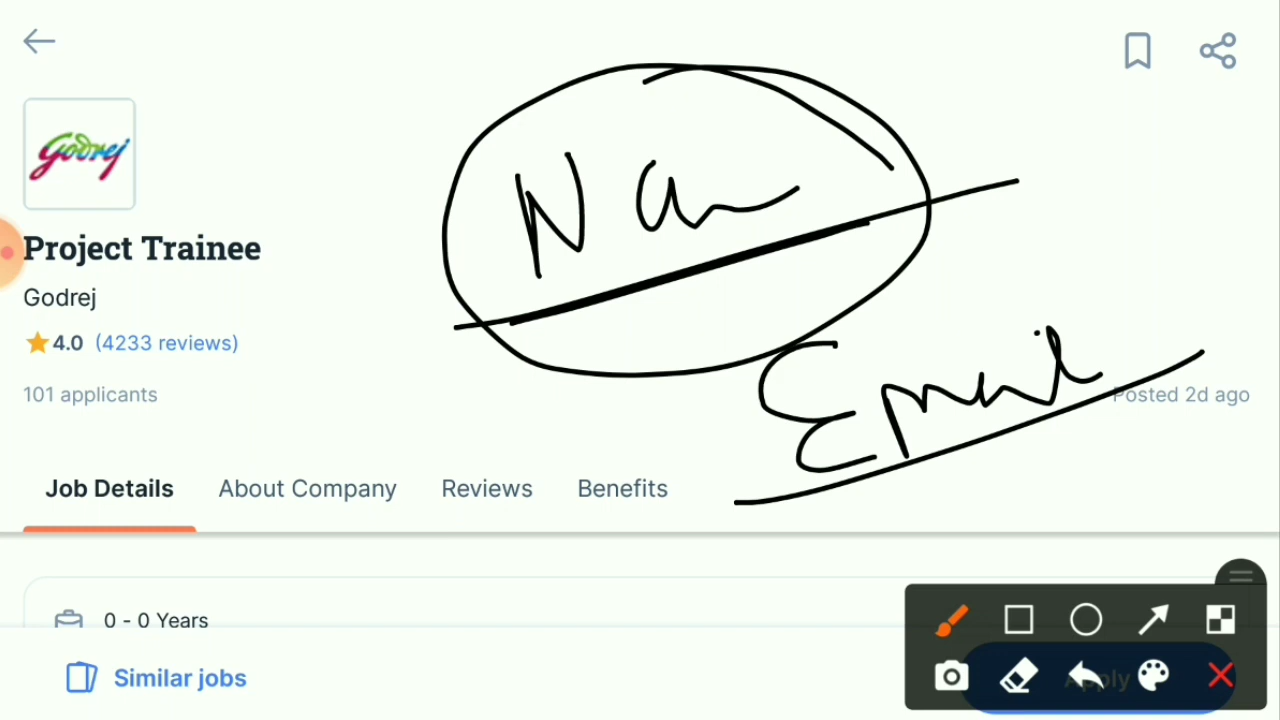 Godrej
Project Trainee
Godrej
4.0 (4233 reviews)
101 applicants
Posted 2d ago
Email
Job Details About Company Reviews Benefits
0 - 0 Years
Similar jobs
Apply